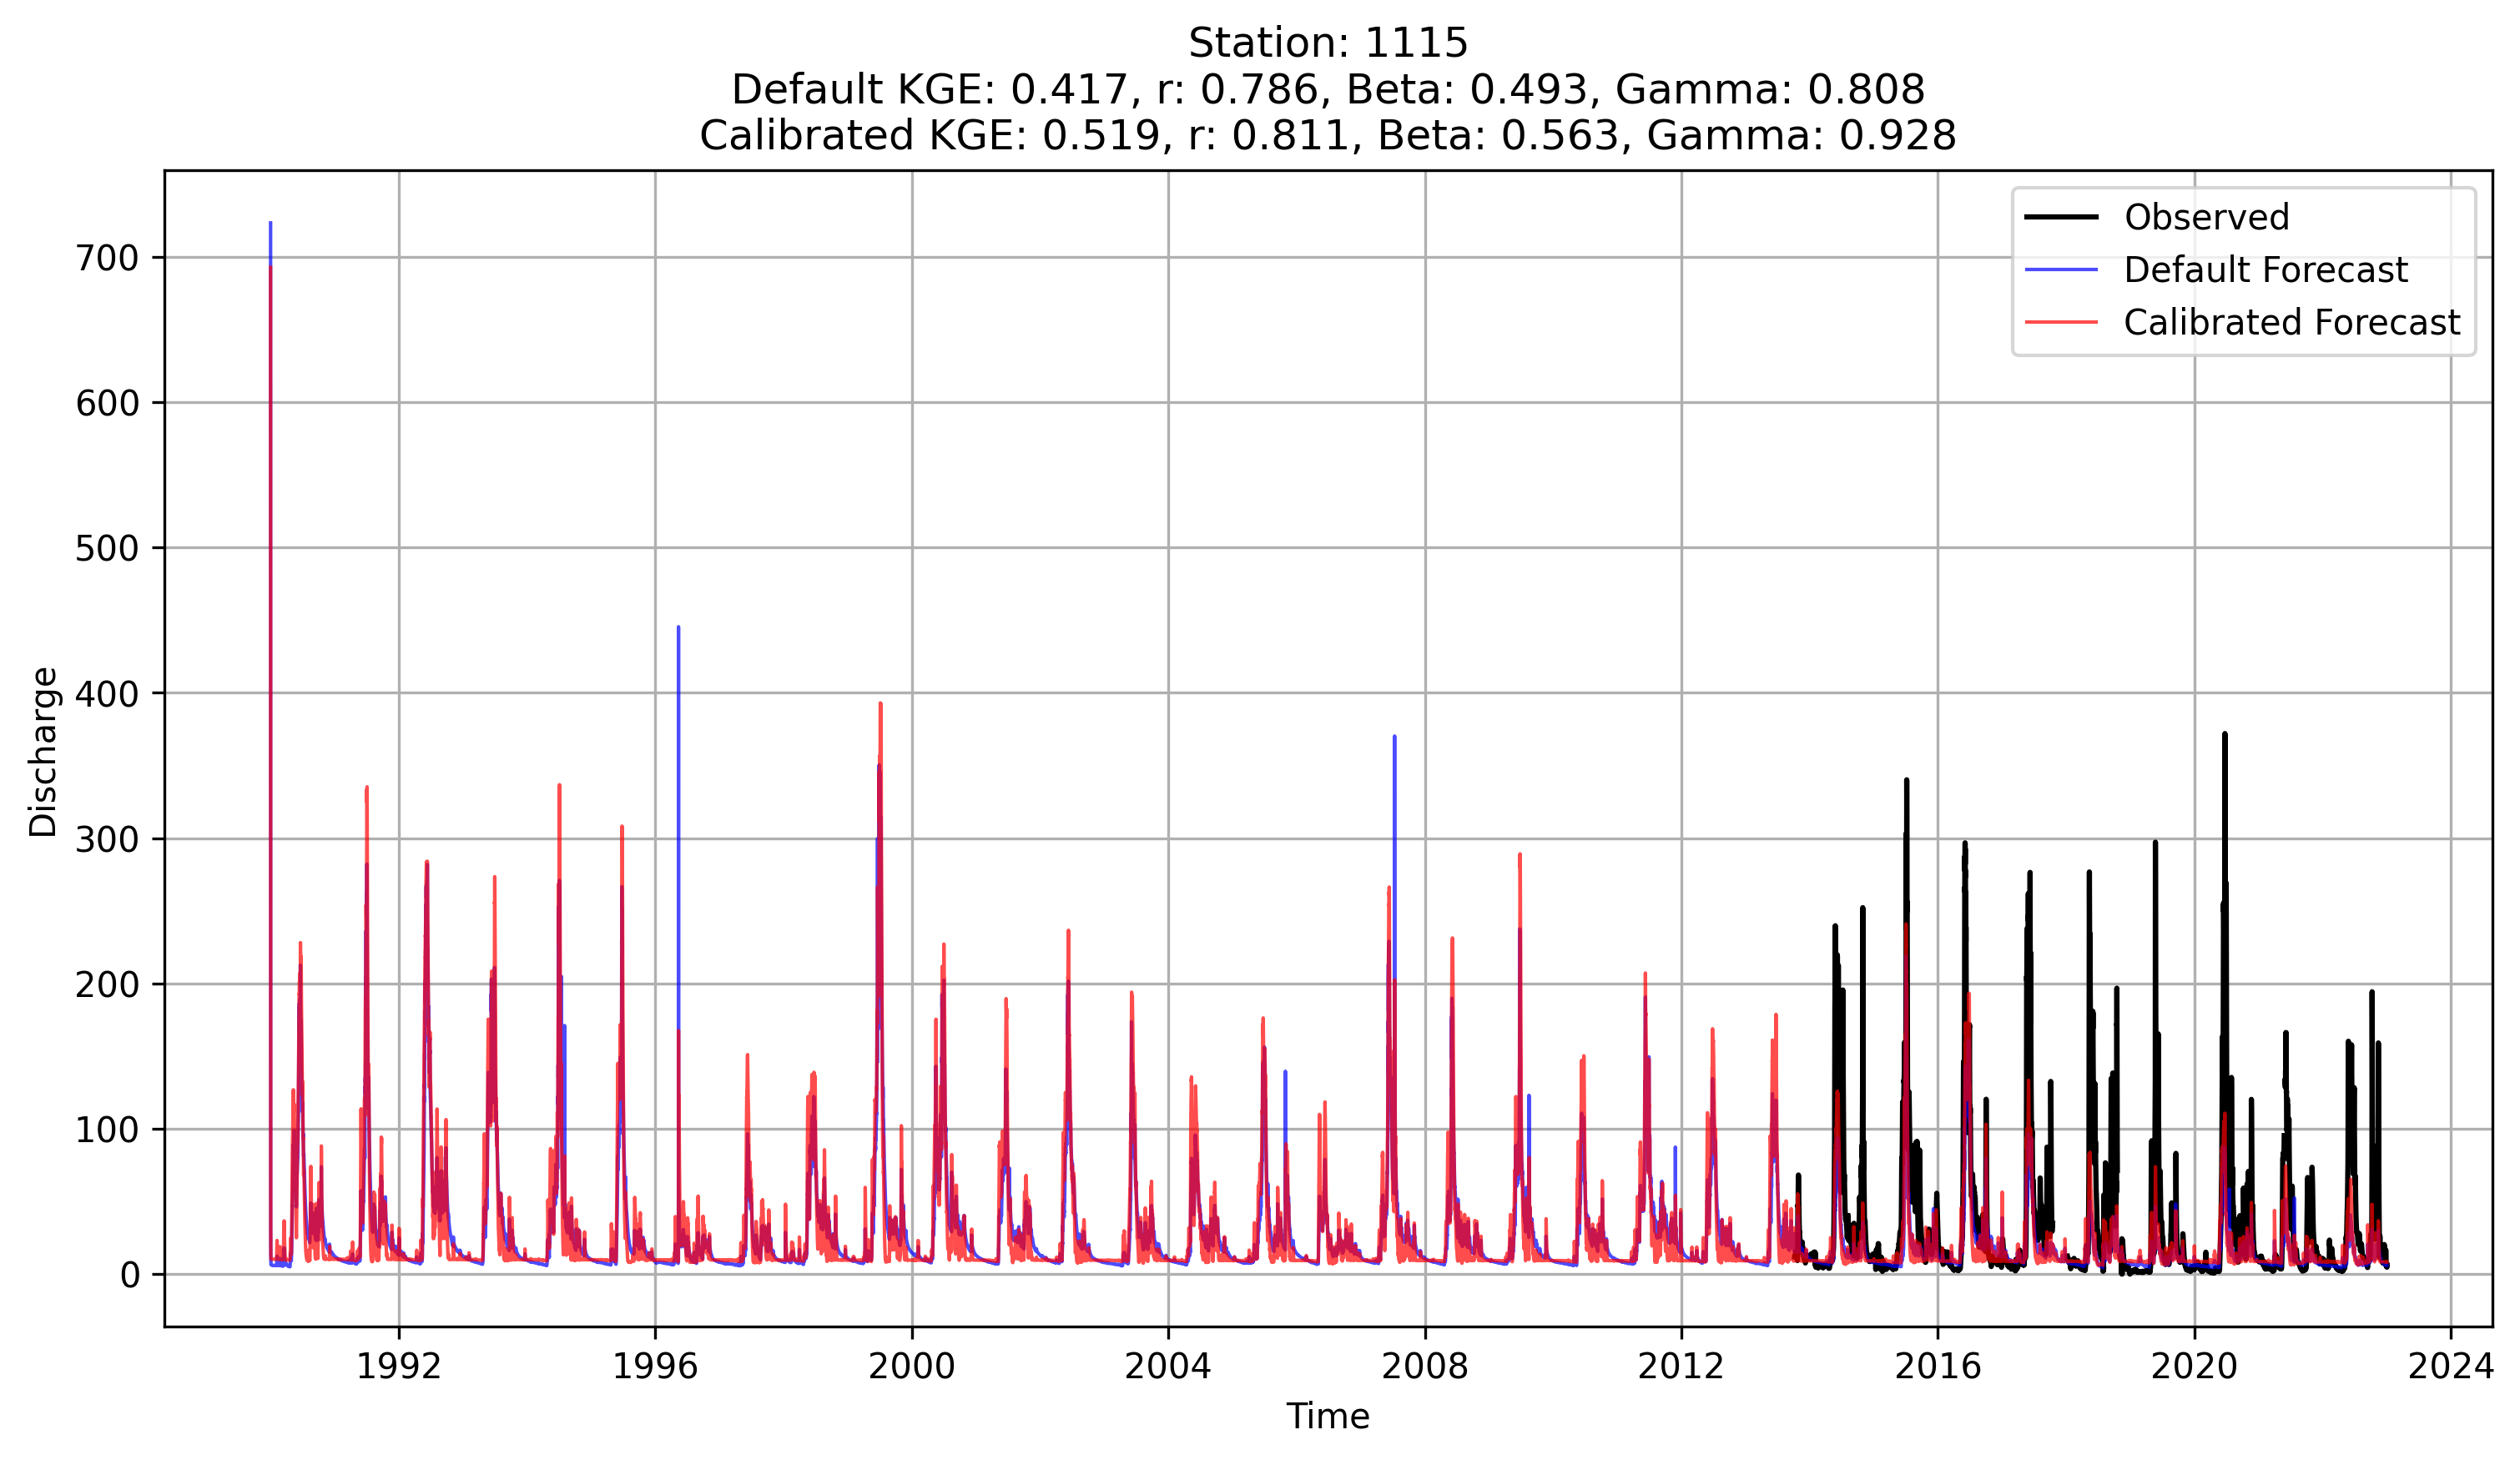 Station: 1115
Default KGE: 0.417, r: 0.786, Beta: 0.493, Gamma: 0.808
Calibrated KGE: 0.519, r: 0.811, Beta: 0.563, Gamma: 0.928
Observed
Default Forecast
Calibrated Forecast
700
600
500
400
300
200
100
0
Discharge
1992 1996 2000 2004 2008 2012 2016 2020 2024
Time